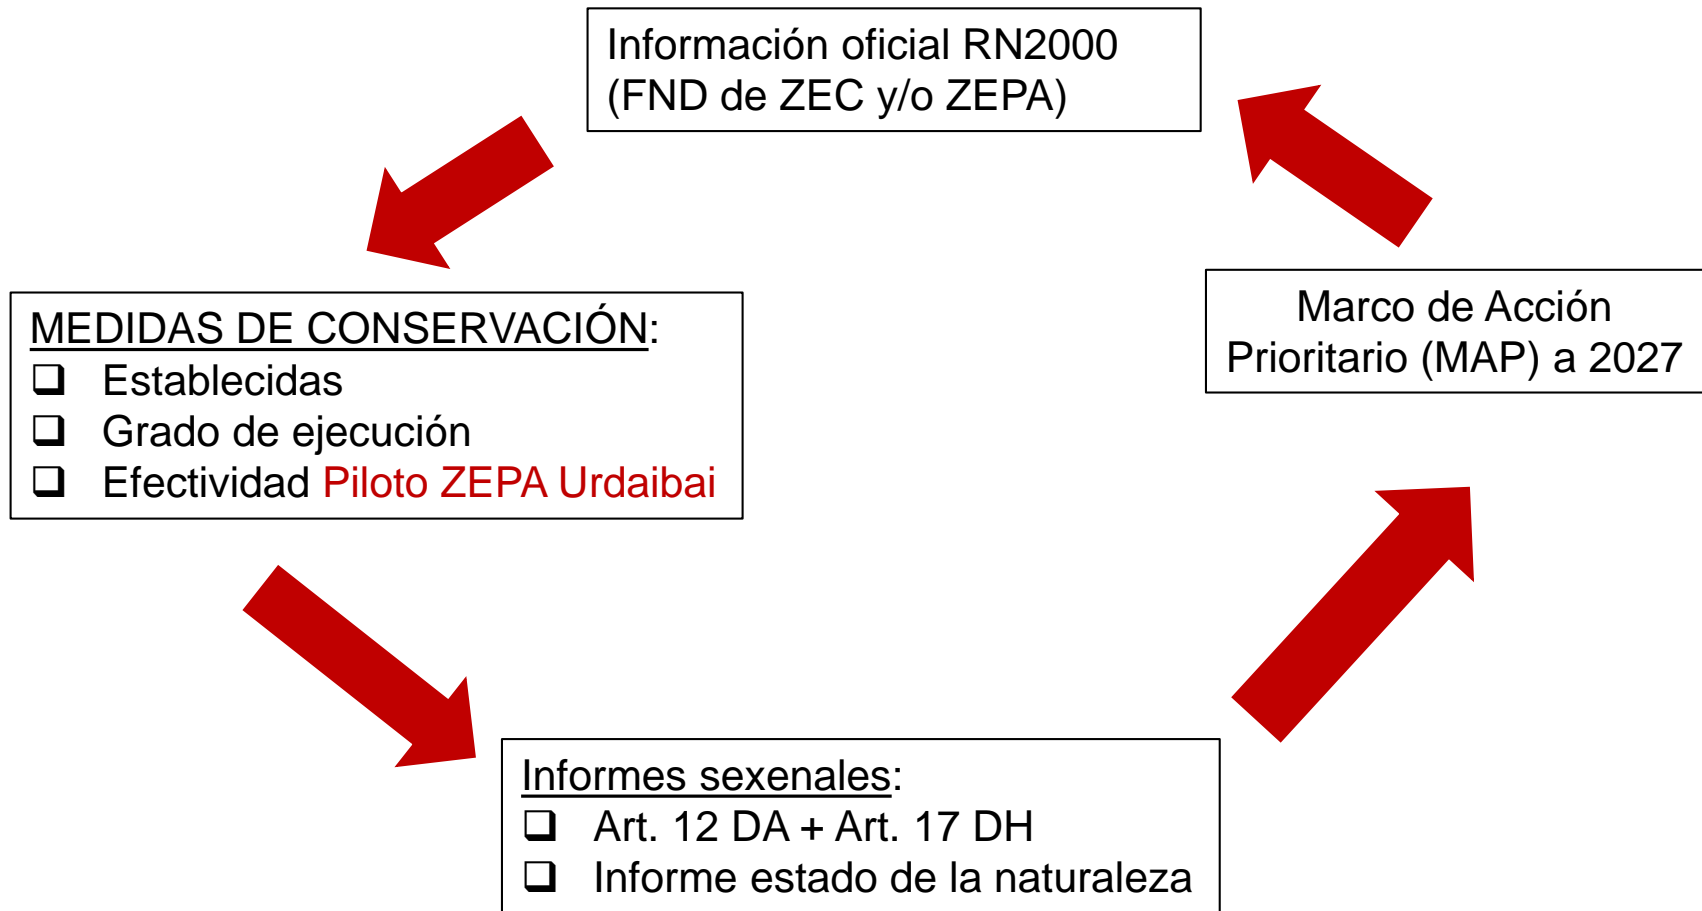 Información oficial RN2000
(FND de ZEC y/o ZEPA)
Marco de Acción
Prioritario (MAP) a 2027
MEDIDAS DE CONSERVACIÓN:
❑ Establecidas
❑ Grado de ejecución
❑ Efectividad Piloto ZEPA Urdaibai
Informes sexenales:
❑ Art. 12 DA + Art. 17 DH
❑ Informe estado de la naturaleza